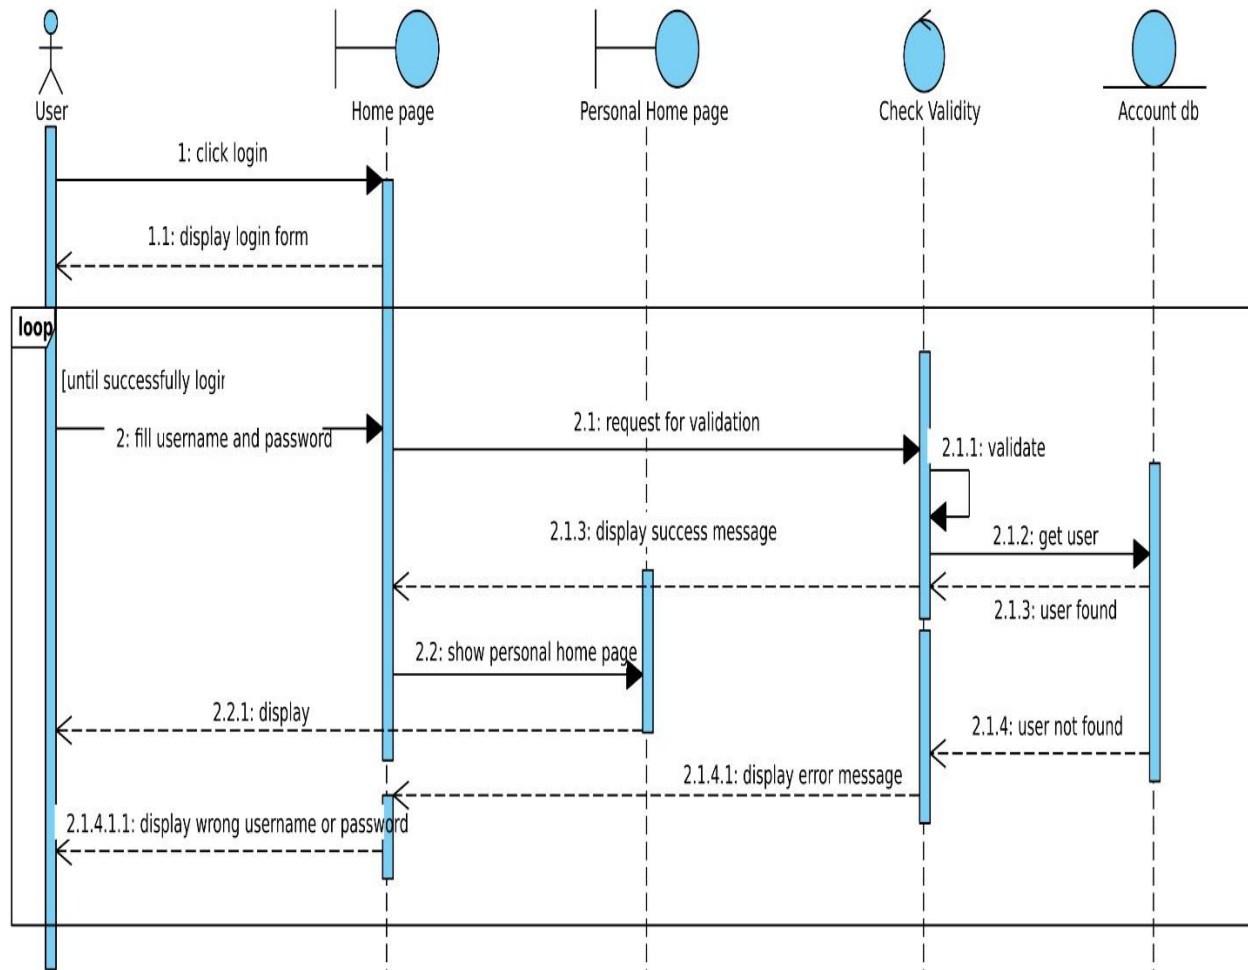 User
Home page
Personal Home page
Check Validity
Account db
1: click login
1.1: display login form
loop
[until successfully login
2: fill username and password
2.1: request for validation
2.1.1: validate
2.1.3: display success message
2.1.2: get user
2.1.3: user found
2.2: show personal home page
2.2.1: display
2.1.4: user not found
2.1.4.1: display error message
2.1.4.1.1: display wrong username or password